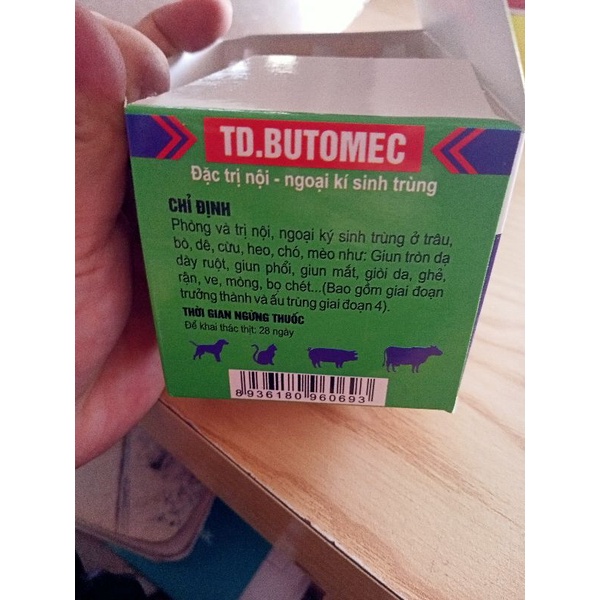 TD.BUTOMEC
Đặc trị nội - ngoại kí sinh trùng
CHỈ ĐỊNH
Phòng và trị nội, ngoại ký sinh trùng ở trâu,
bò, dê, cừu, heo, chó, mèo như: Giun tròn dạ
dày ruột, giun phổi, giun mắt, giòi da, ghẻ,
rận, ve, mòng, bọ chét...(Bao gồm giai đoạn
trưởng thành và ấu trùng giai đoạn 4).
THỜI GIAN NGỪNG THUỐC
Để khai thác thịt: 28 ngày
8 936180 960693